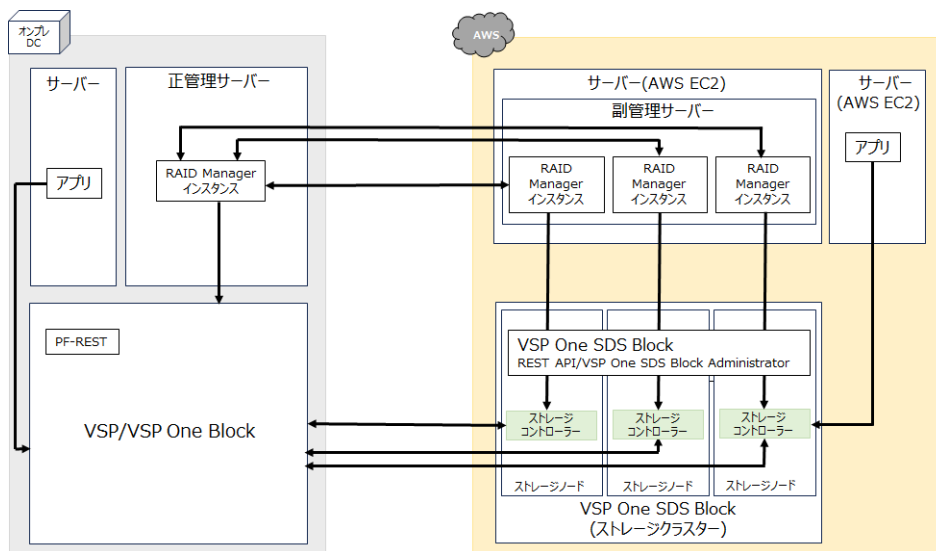 オンプレ
DC
サーバー
アプリ
正管理サーバー
RAID Manager
インスタンス
PF-REST
VSP/VSP One Block
AWS
サーバー(AWS EC2)
副管理サーバー
RAID
Manager
インスタンス
RAID
Manager
インスタンス
RAID
Manager
インスタンス
サーバー
(AWS EC2)
アプリ
VSP One SDS Block
REST API/VSP One SDS Block Administrator
ストレージ
コントローラー
ストレージ
コントローラー
ストレージ
コントローラー
ストレージノード
ストレージノード
ストレージノード
VSP One SDS Block
(ストレージクラスター)